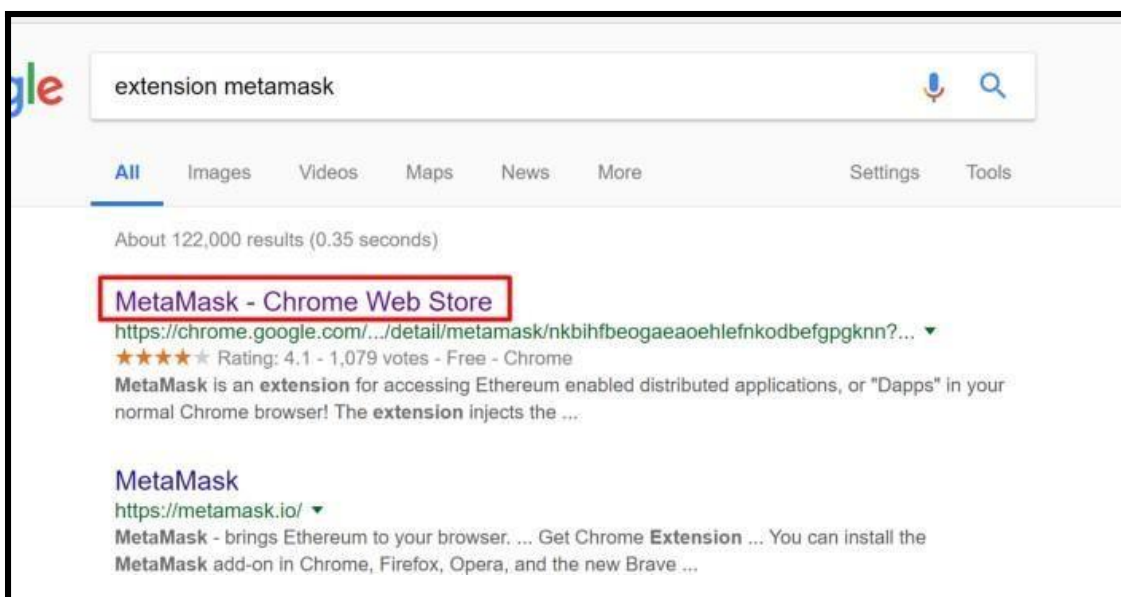 gle
extension metamask
All Images Videos Maps News More Settings Tools
About 122,000 results (0.35 seconds)
MetaMask - Chrome Web Store
https://chrome.google.com/.../detail/metamask/nkbihfbeogaeaoehlefnkodbefgpgknn?... ▼
★★★★★ Rating: 4.1 - 1,079 votes - Free - Chrome
MetaMask is an extension for accessing Ethereum enabled distributed applications, or "Dapps" in your
normal Chrome browser! The extension injects the ...
MetaMask
https://metamask.io/ ▼
MetaMask - brings Ethereum to your browser. ... Get Chrome Extension ... You can install the
MetaMask add-on in Chrome, Firefox, Opera, and the new Brave ...